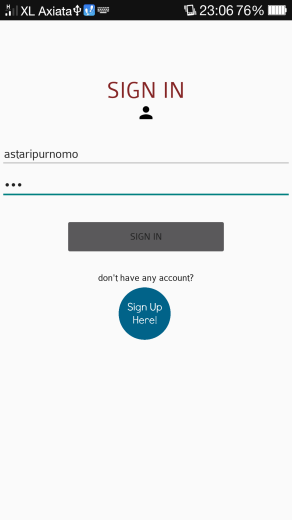 H XL Axiata 23:06 76%
SIGN IN
astaripurnomo
•••
SIGN IN
don't have any account?
Sign Up
Here!